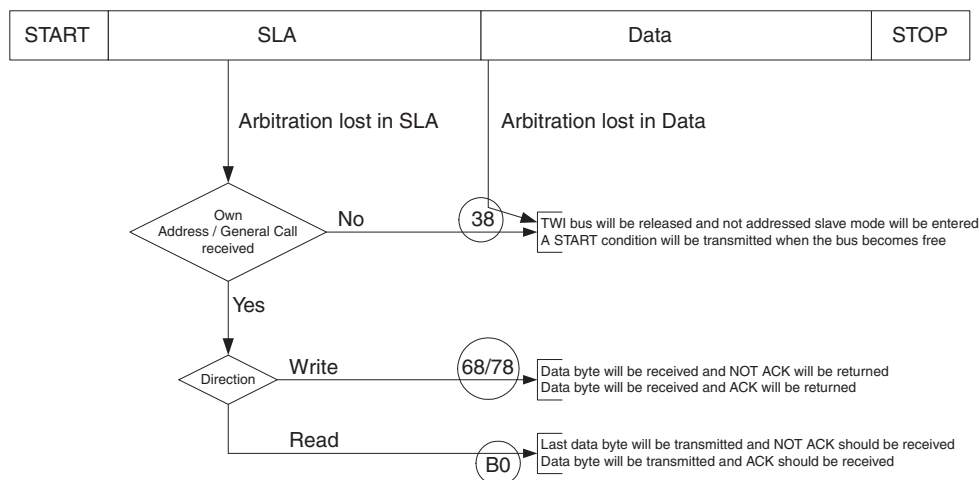 START SLA Data STOP
Arbitration lost in SLA Arbitration lost in Data
Own
Address / General Call
received
No
38
TWI bus will be released and not addressed slave mode will be entered
A START condition will be transmitted when the bus becomes free
Yes
Direction
Write
68/78
Data byte will be received and NOT ACK will be returned
Data byte will be received and ACK will be returned
Read
B0
Last data byte will be transmitted and NOT ACK should be received
Data byte will be transmitted and ACK should be received